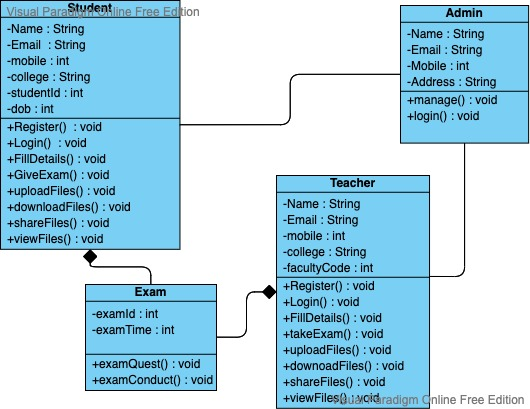 Visual Paradigm Online Free Edition
Student
-Name : String
-Email : String
-mobile : int
-college : String
-studentId : int
-dob : int
+Register() : void
+Login() : void
+FillDetails() : void
+GiveExam() : void
+uploadFiles() : void
+downloadFiles() : void
+shareFiles() : void
+viewFiles() : void
Admin
-Name : String
-Email : String
-Mobile : int
-Address : String
+manage() : void
+login() : void
Teacher
-Name : String
-Email : String
-mobile : int
-college : String
-facultyCode : int
+Register() : void
+Login() : void
+FillDetails() : void
+takeExam() : void
+uploadFiles() : void
+downoadFiles() : void
+shareFiles() : void
+viewFiles() : void
Exam
-examId : int
-examTime : int
+examQuest() : void
+examConduct() : void
Visual Paradigm Online Free Edition